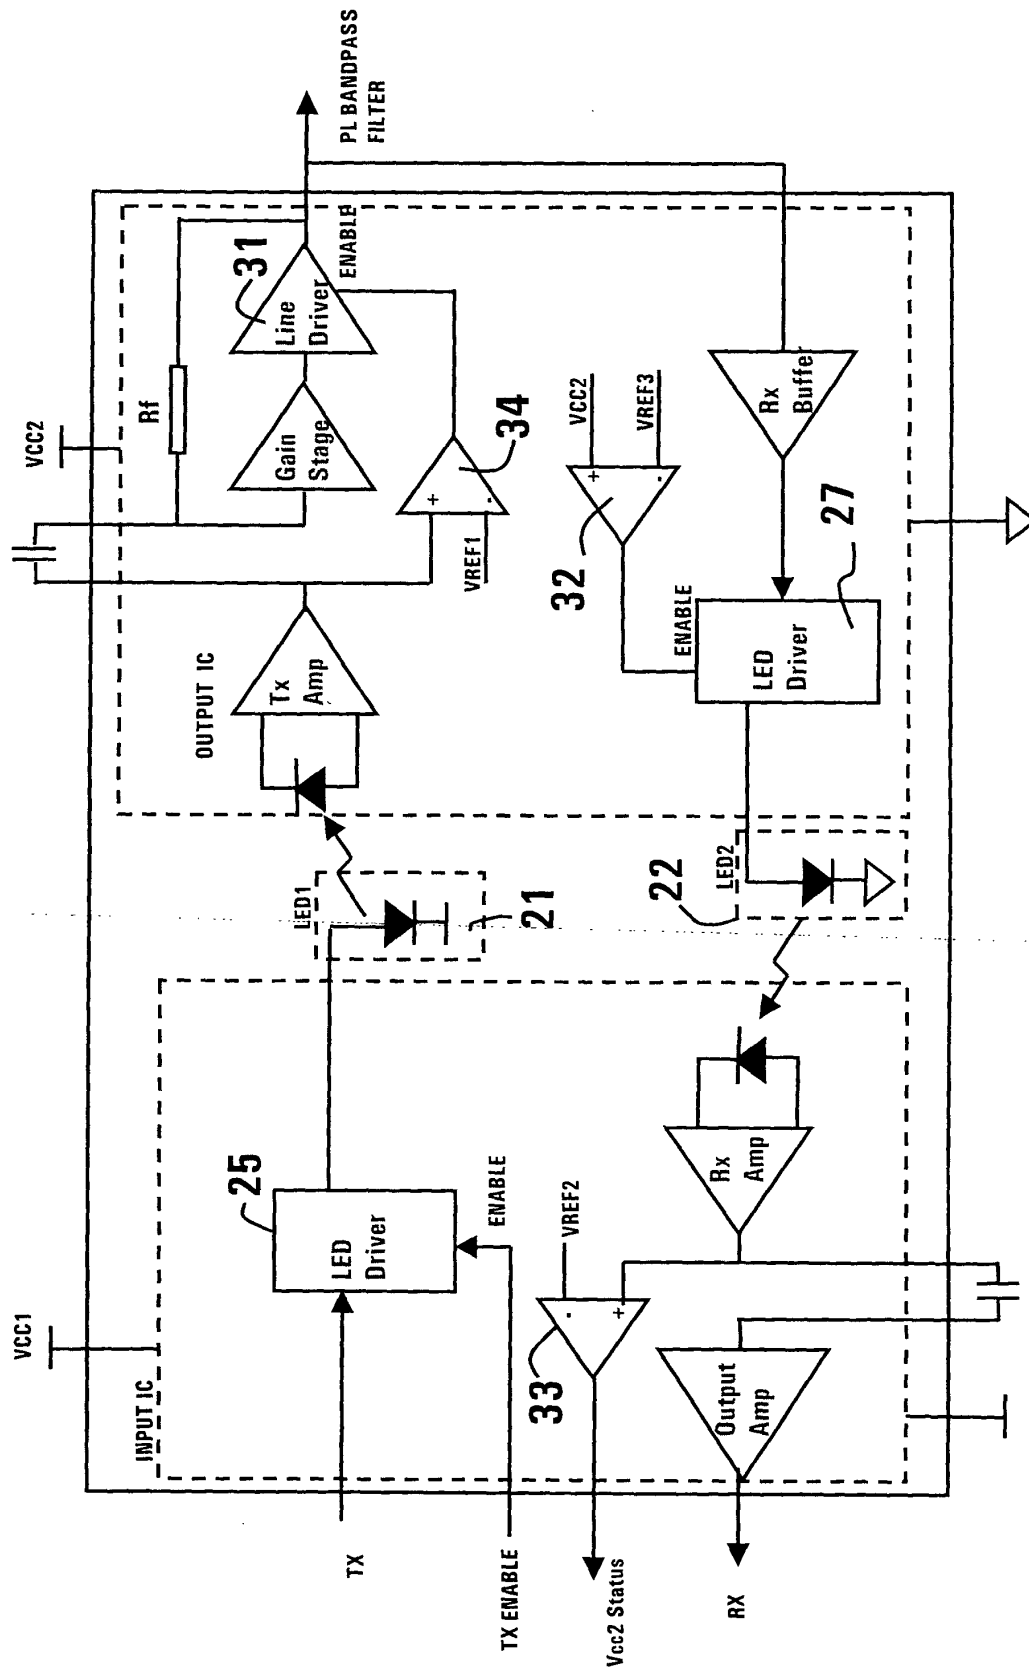 VCC1
INPUT IC
TX
TX ENABLE
Vcc2 Status
RX
25
LED
Driver
ENABLE
33
VREF2
-
+
Output
Amp
Rx
Amp
LED1
21
22
LED2
VCC2
OUTPUT IC
Tx
Amp
Rf
Gain
Stage
31
Line
Driver
ENABLE
34
+
-
VREF1
32
VCC2
VREF3
+
-
ENABLE
LED
Driver
27
Rx
Buffer
PL BANDPASS
FILTER